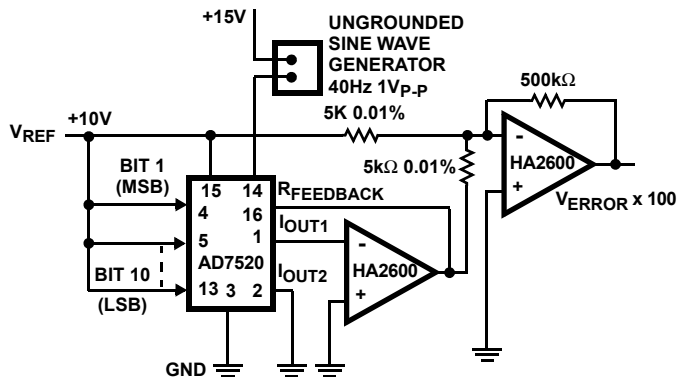 +15V
UNGROUNDED
SINE WAVE
GENERATOR
40Hz 1VP-P
500kΩ
VREF
+10V
5K 0.01%
5kΩ 0.01%
-
HA2600
+
VERROR x 100
BIT 1
(MSB)
15
14
RFEEDBACK
4
16
IOUT1
5
1
AD7520
-
HA2600
+
BIT 10
(LSB)
13
3
2
IOUT2
GND